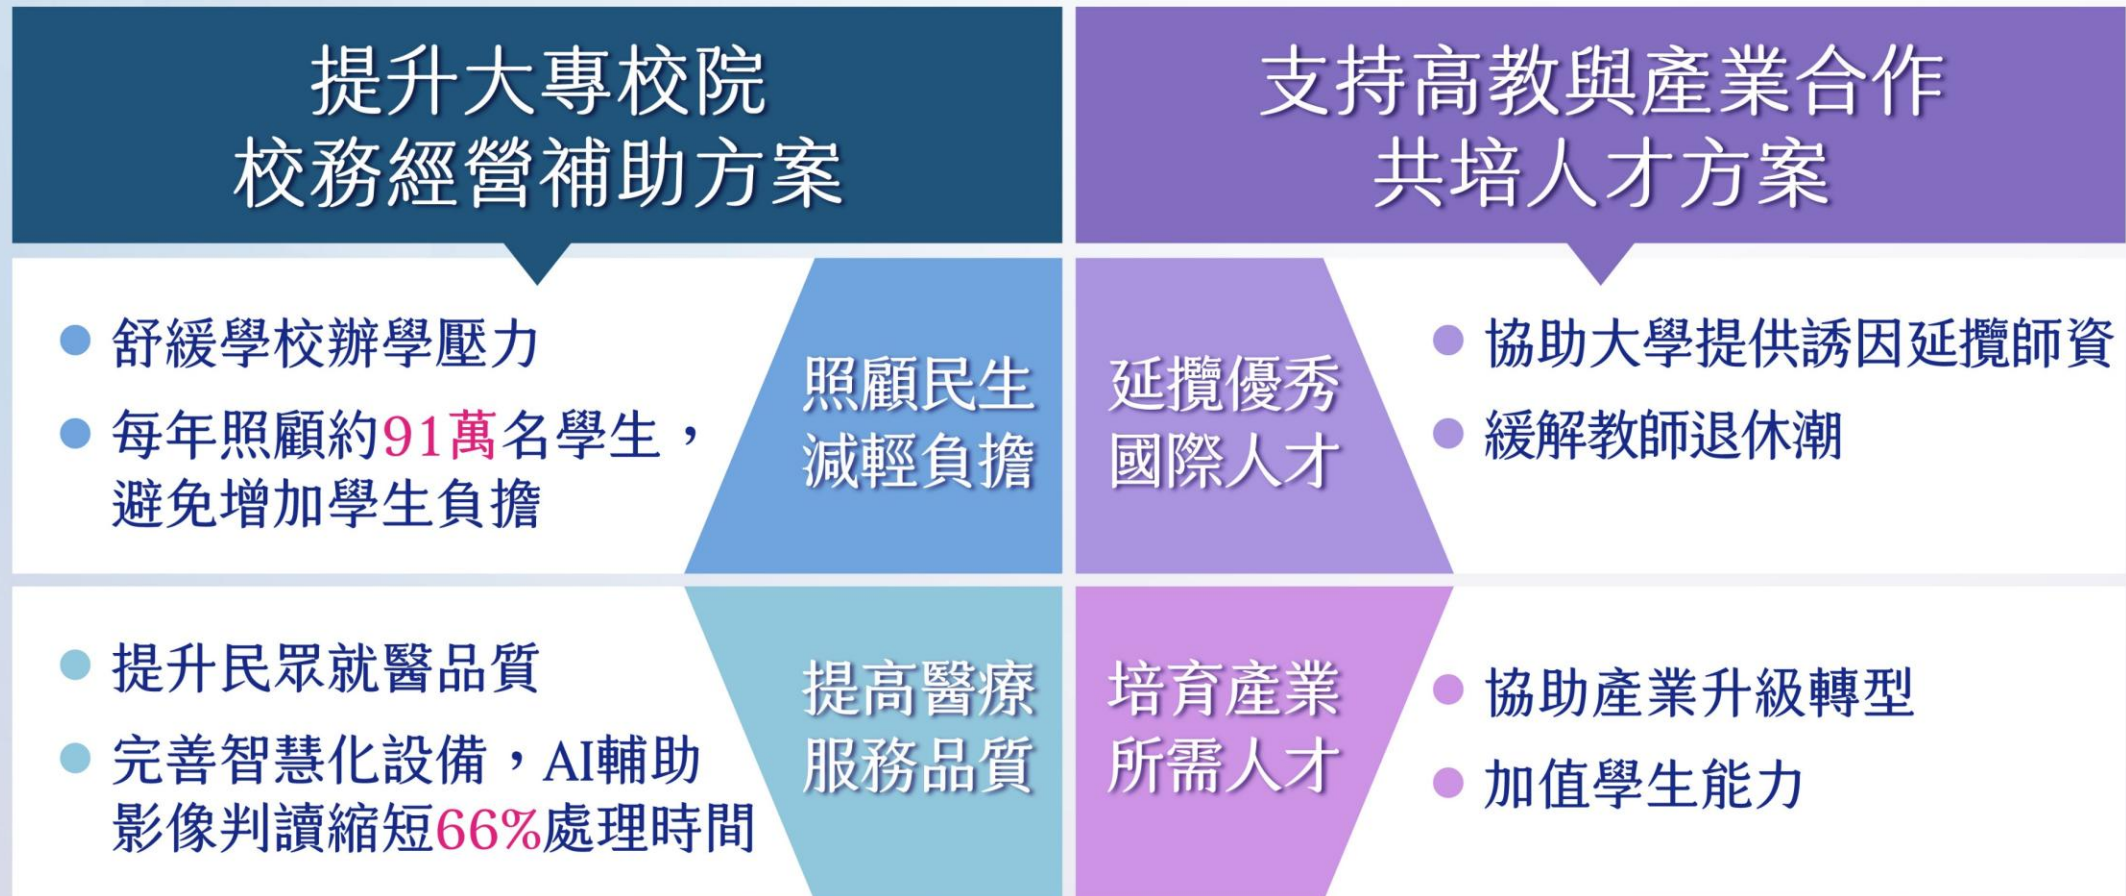 提升大專校院
校務經營補助方案
舒緩學校辦學壓力
每年照顧約91萬名學生，
避免增加學生負擔
照顧民生
減輕負擔
提升民眾就醫品質
完善智慧化設備，AI輔助
影像判讀縮短66%處理時間
提高醫療
服務品質
支持高教與產業合作
共培人才方案
延攬優秀
國際人才
協助大學提供誘因延攬師資
緩解教師退休潮
培育產業
所需人才
協助產業升級轉型
加值學生能力